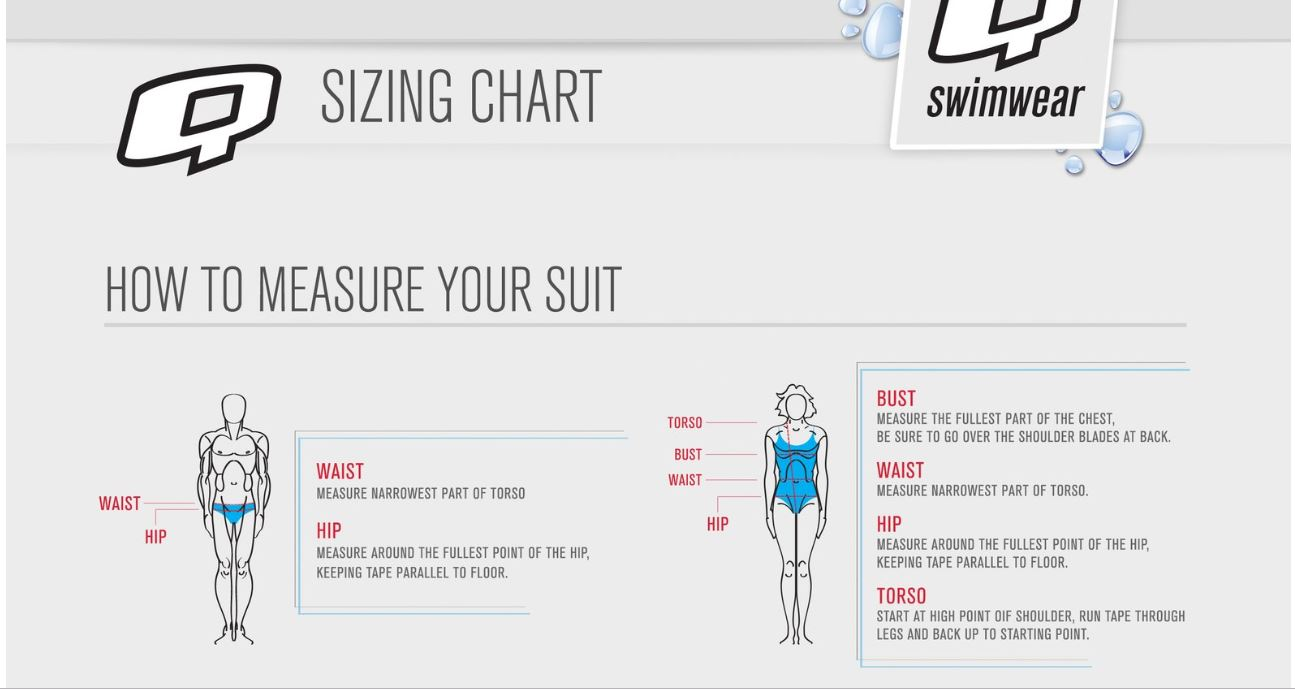 SIZING CHART
swimwear
HOW TO MEASURE YOUR SUIT
WAIST
HIP
WAIST
MEASURE NARROWEST PART OF TORSO
HIP
MEASURE AROUND THE FULLEST POINT OF THE HIP,
KEEPING TAPE PARALLEL TO FLOOR.
TORSO
BUST
WAIST
HIP
BUST
MEASURE THE FULLEST PART OF THE CHEST,
BE SURE TO GO OVER THE SHOULDER BLADES AT BACK.
WAIST
MEASURE NARROWEST PART OF TORSO.
HIP
MEASURE AROUND THE FULLEST POINT OF THE HIP,
KEEPING TAPE PARALLEL TO FLOOR.
TORSO
START AT HIGH POINT OIF SHOULDER, RUN TAPE THROUGH
LEGS AND BACK UP TO STARTING POINT.